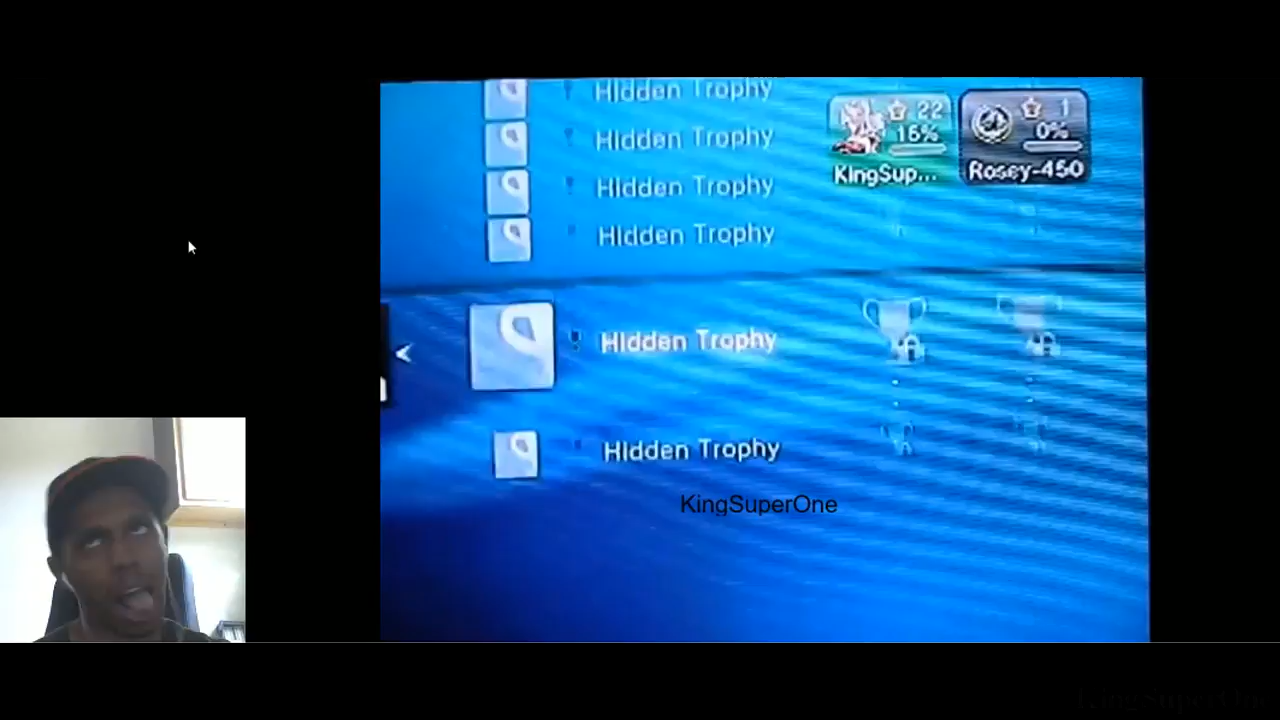 Hidden Trophy
Hidden Trophy
Hidden Trophy
Hidden Trophy
Hidden Trophy
Hidden Trophy
22
16%
KingSup...
1
0%
Rosey-450
KingSuperOne
KingSuperOne